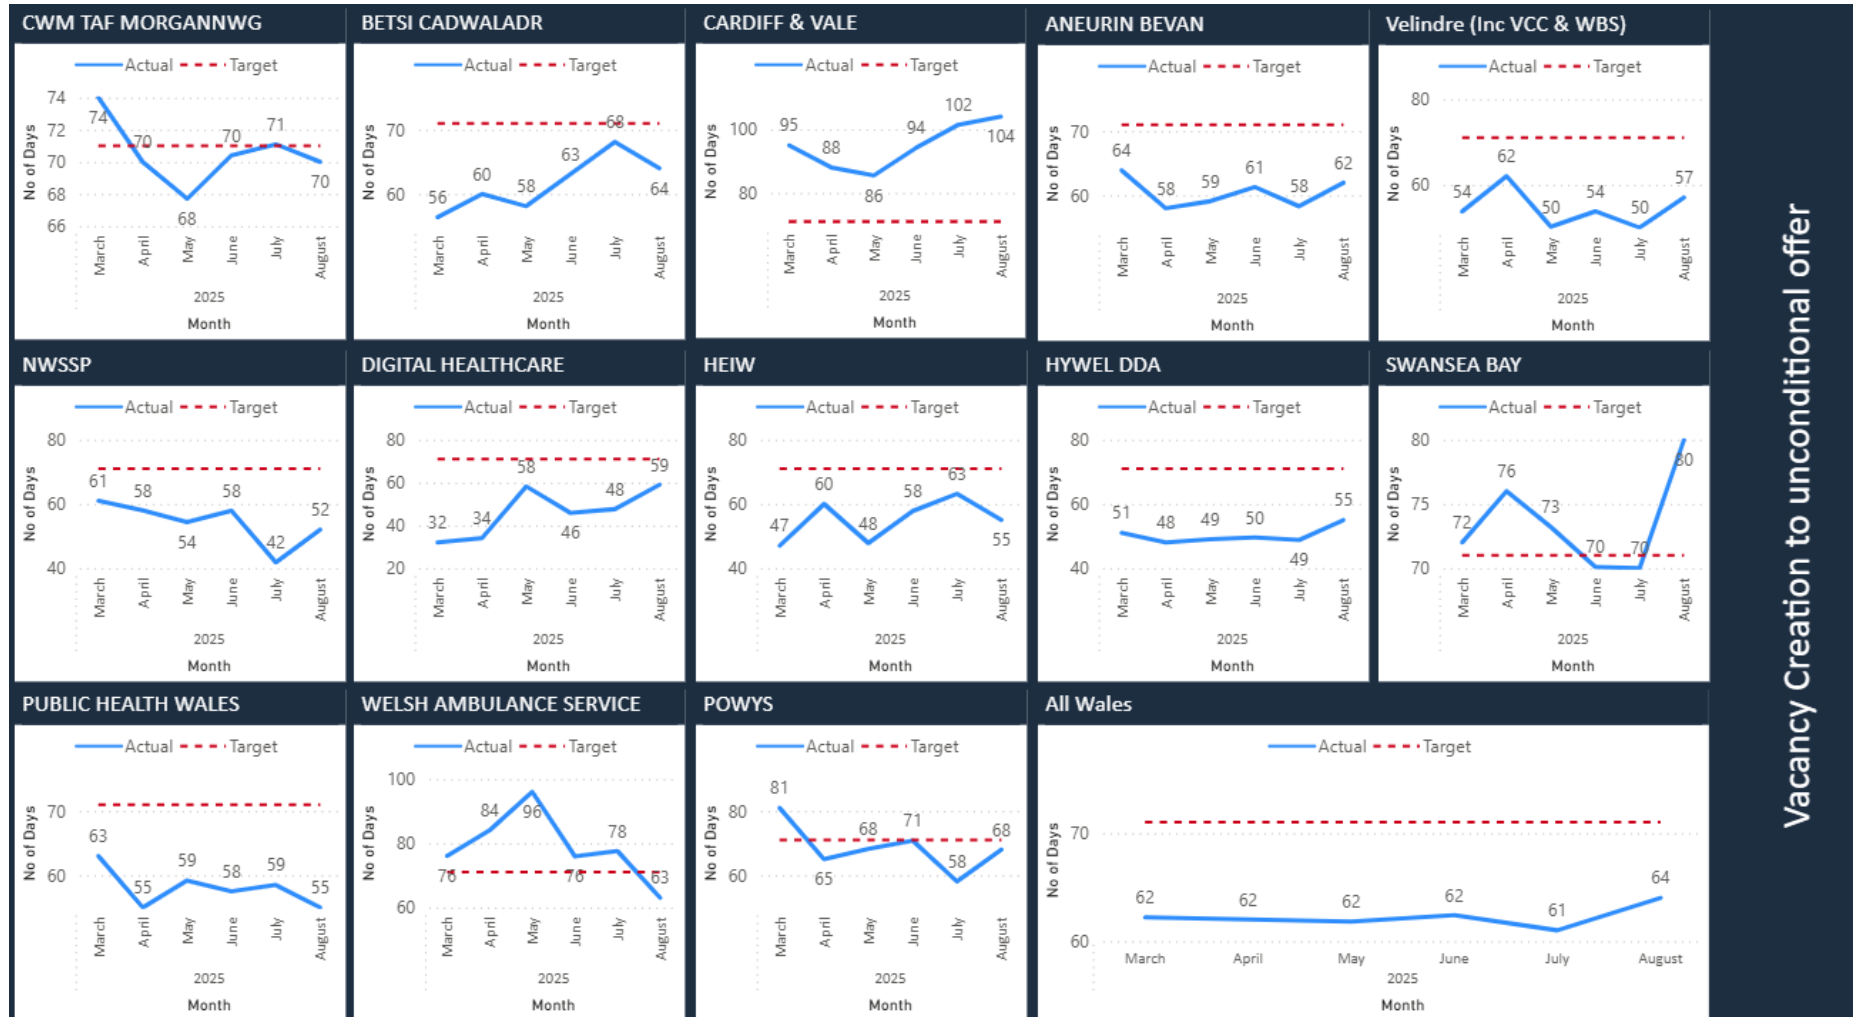 CWM TAF MORGANNWG
Actual Target
74
72
70
68
66
No of Days
74
70
68
70
71
70
March
April
May
June
July
August
2025
Month
BETSI CADWALADR
Actual Target
70
60
No of Days
56
60
58
63
68
64
March
April
May
June
July
August
2025
Month
CARDIFF & VALE
Actual Target
100
80
No of Days
95
88
86
94
102
104
March
April
May
June
July
August
2025
Month
ANEURIN BEVAN
Actual Target
70
60
No of Days
64
58
59
61
58
62
March
April
May
June
July
August
2025
Month
Velindre (Inc VCC & WBS)
Actual Target
80
60
No of Days
54
62
50
54
50
57
March
April
May
June
July
August
2025
Month
NWSSP
Actual Target
80
60
40
No of Days
61
58
54
58
42
52
March
April
May
June
July
August
2025
Month
DIGITAL HEALTHCARE
Actual Target
80
60
40
20
No of Days
32
34
58
46
48
59
March
April
May
June
July
August
2025
Month
HEIW
Actual Target
80
60
40
No of Days
47
60
48
58
63
55
March
April
May
June
July
August
2025
Month
HYWEL DDA
Actual Target
80
60
40
No of Days
51
48
49
50
49
55
March
April
May
June
July
August
2025
Month
SWANSEA BAY
Actual Target
80
75
70
No of Days
72
76
73
70
70
80
March
April
May
June
July
August
2025
Month
PUBLIC HEALTH WALES
Actual Target
70
60
No of Days
63
55
59
58
59
55
March
April
May
June
July
August
2025
Month
WELSH AMBULANCE SERVICE
Actual Target
100
80
60
No of Days
76
84
96
76
78
63
March
April
May
June
July
August
2025
Month
POWYS
Actual Target
80
60
No of Days
81
65
68
71
58
68
March
April
May
June
July
August
2025
Month
All Wales
Actual Target
70
60
No of Days
62
62
62
62
61
64
March
April
May
June
July
August
2025
Month
Vacancy Creation to unconditional offer